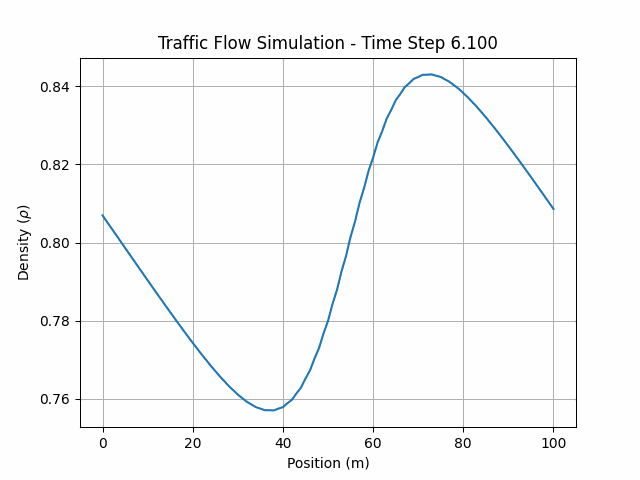 Traffic Flow Simulation - Time Step 6.100
Density (ρ)
0.84
0.82
0.80
0.78
0.76
0 20 40 60 80 100
Position (m)